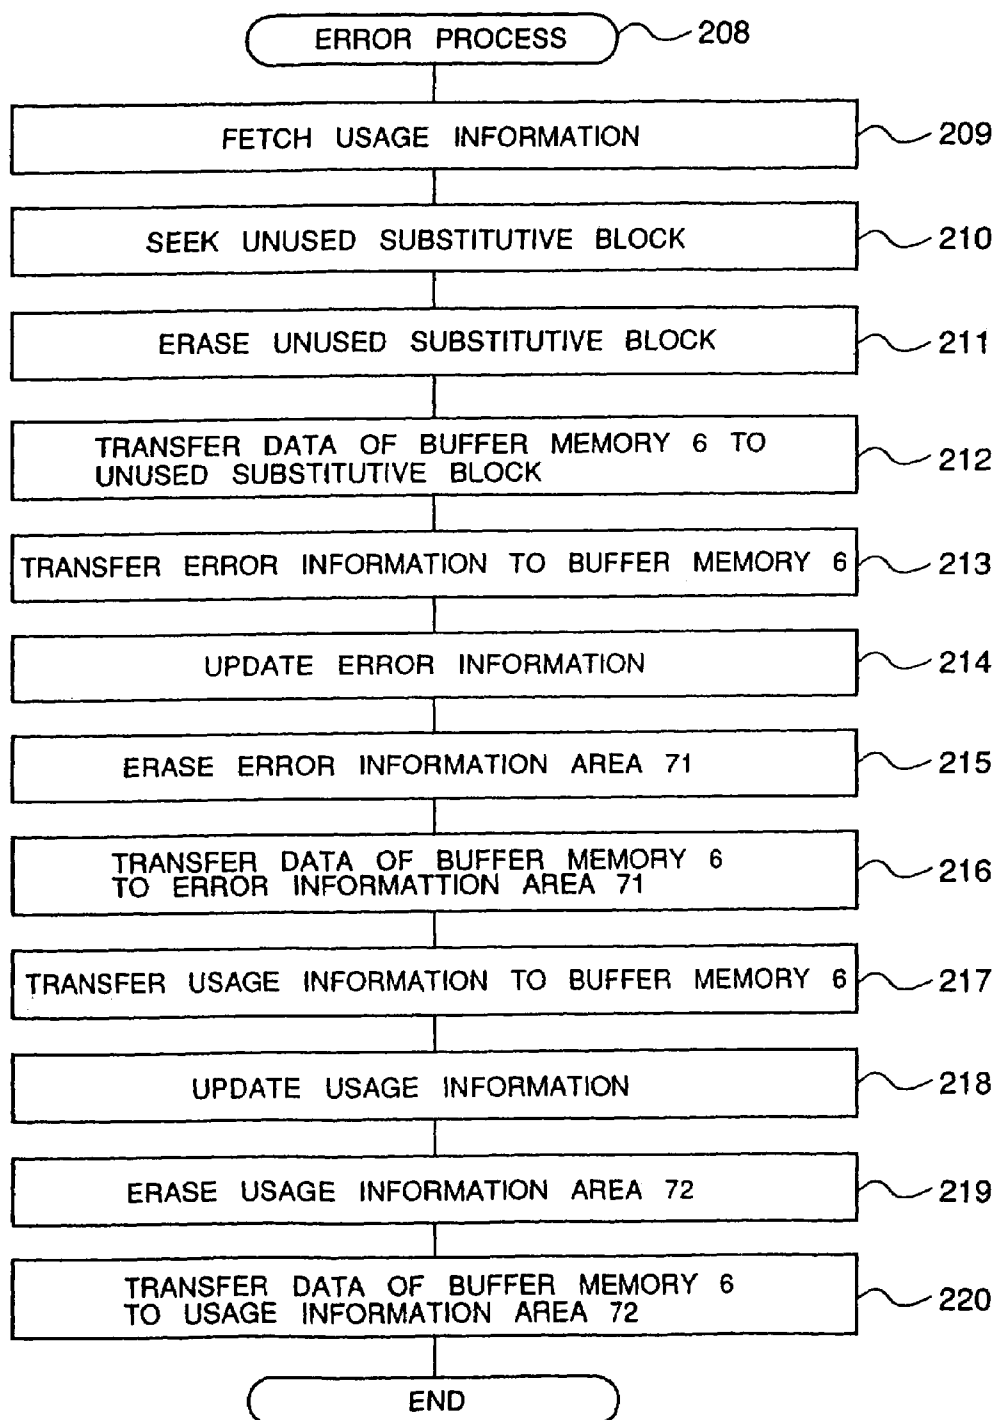 ERROR PROCESS 208
FETCH USAGE INFORMATION 209
SEEK UNUSED SUBSTITUTIVE BLOCK 210
ERASE UNUSED SUBSTITUTIVE BLOCK 211
TRANSFER DATA OF BUFFER MEMORY 6 TO
UNUSED SUBSTITUTIVE BLOCK 212
TRANSFER ERROR INFORMATION TO BUFFER MEMORY 6 213
UPDATE ERROR INFORMATION 214
ERASE ERROR INFORMATION AREA 71 215
TRANSFER DATA OF BUFFER MEMORY 6
TO ERROR INFORMATTION AREA 71 216
TRANSFER USAGE INFORMATION TO BUFFER MEMORY 6 217
UPDATE USAGE INFORMATION 218
ERASE USAGE INFORMATION AREA 72 219
TRANSFER DATA OF BUFFER MEMORY 6
TO USAGE INFORMATION AREA 72 220
END